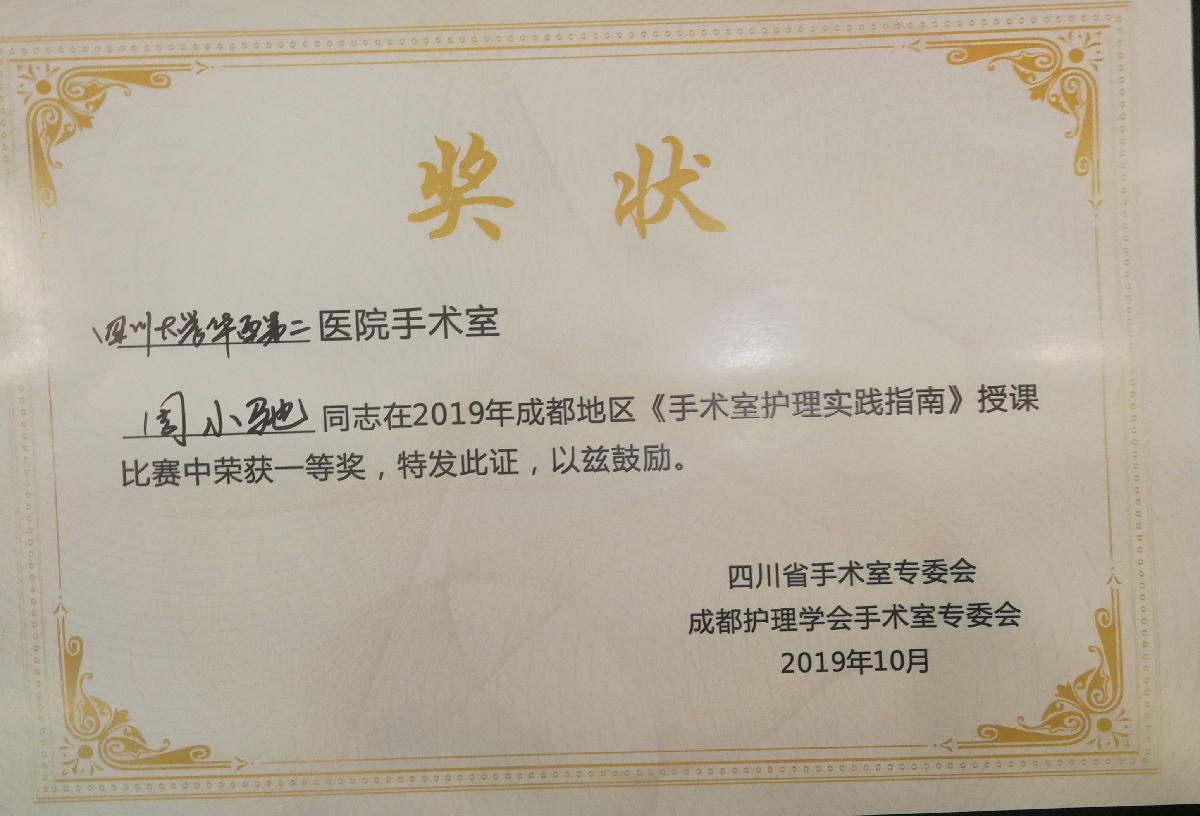 奖状
四川大学华西第二医院手术室
周小驰同志在2019年成都地区《手术室护理实践指南》授课
比赛中荣获一等奖，特发此证，以兹鼓励。
四川省手术室专委会
成都护理学会手术室专委会
2019年10月